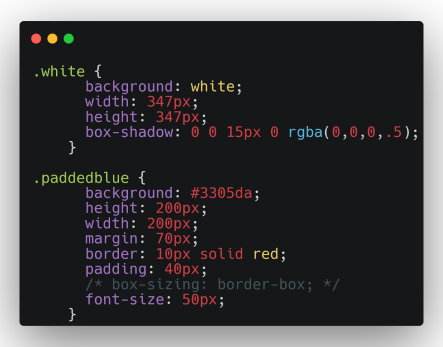 .white {
background: white;
width: 347px;
height: 347px;
box-shadow: 0 0 15px 0 rgba(0,0,0,.5);
}
.paddedblue {
background: #3305da;
height: 200px;
width: 200px;
margin: 70px;
border: 10px solid red;
padding: 40px;
/* box-sizing: border-box; */
font-size: 50px;
}